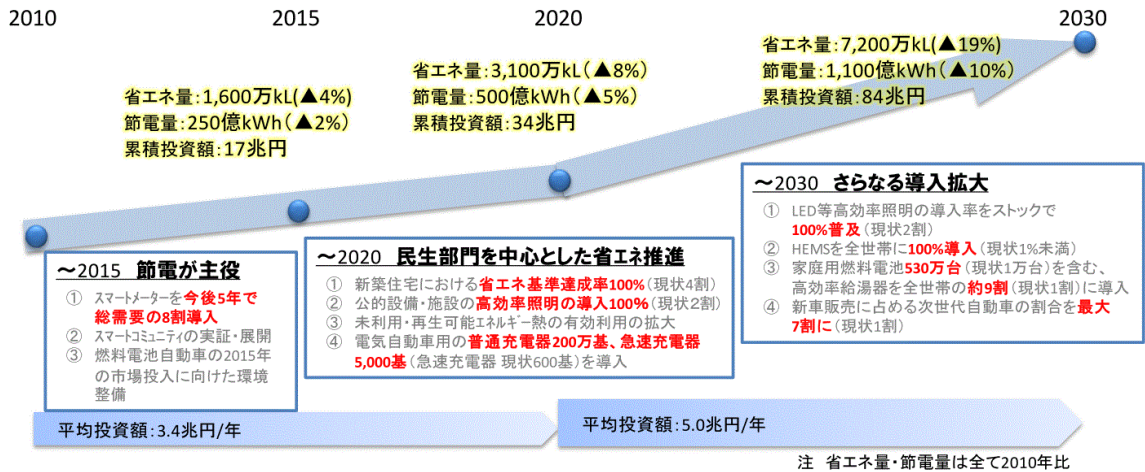 2010
2015
2020
2030
省エネ量:1,600万kL(▲4%)
節電量:250億kWh(▲2%)
累積投資額:17兆円
省エネ量:3,100万kL(▲8%)
節電量:500億kWh(▲5%)
累積投資額:34兆円
省エネ量:7,200万kL(▲19%)
節電量:1,100億kWh(▲10%)
累積投資額:84兆円
～2015 節電が主役
① スマートメーターを今後5年で
総需要の8割導入
② スマートコミュニティの実証・展開
③ 燃料電池自動車の2015年
の市場投入に向けた環境
整備
～2020 民生部門を中心とした省エネ推進
① 新築住宅における省エネ基準達成率100%(現状4割)
② 公的設備・施設の高効率照明の導入100%(現状2割)
③ 未利用・再生可能エネルギー熱の有効利用の拡大
④ 電気自動車用の普通充電器200万基、急速充電器
5,000基(急速充電器 現状600基)を導入
～2030 さらなる導入拡大
① LED等高効率照明の導入率をストックで
100%普及(現状2割)
② HEMSを全世帯に100%導入(現状1%未満)
③ 家庭用燃料電池530万台(現状1万台)を含む、
高効率給湯器を全世帯の約9割(現状1割)に導入
④ 新車販売に占める次世代自動車の割合を最大
7割に(現状1割)
平均投資額:3.4兆円/年
平均投資額:5.0兆円/年
注 省エネ量・節電量は全て2010年比